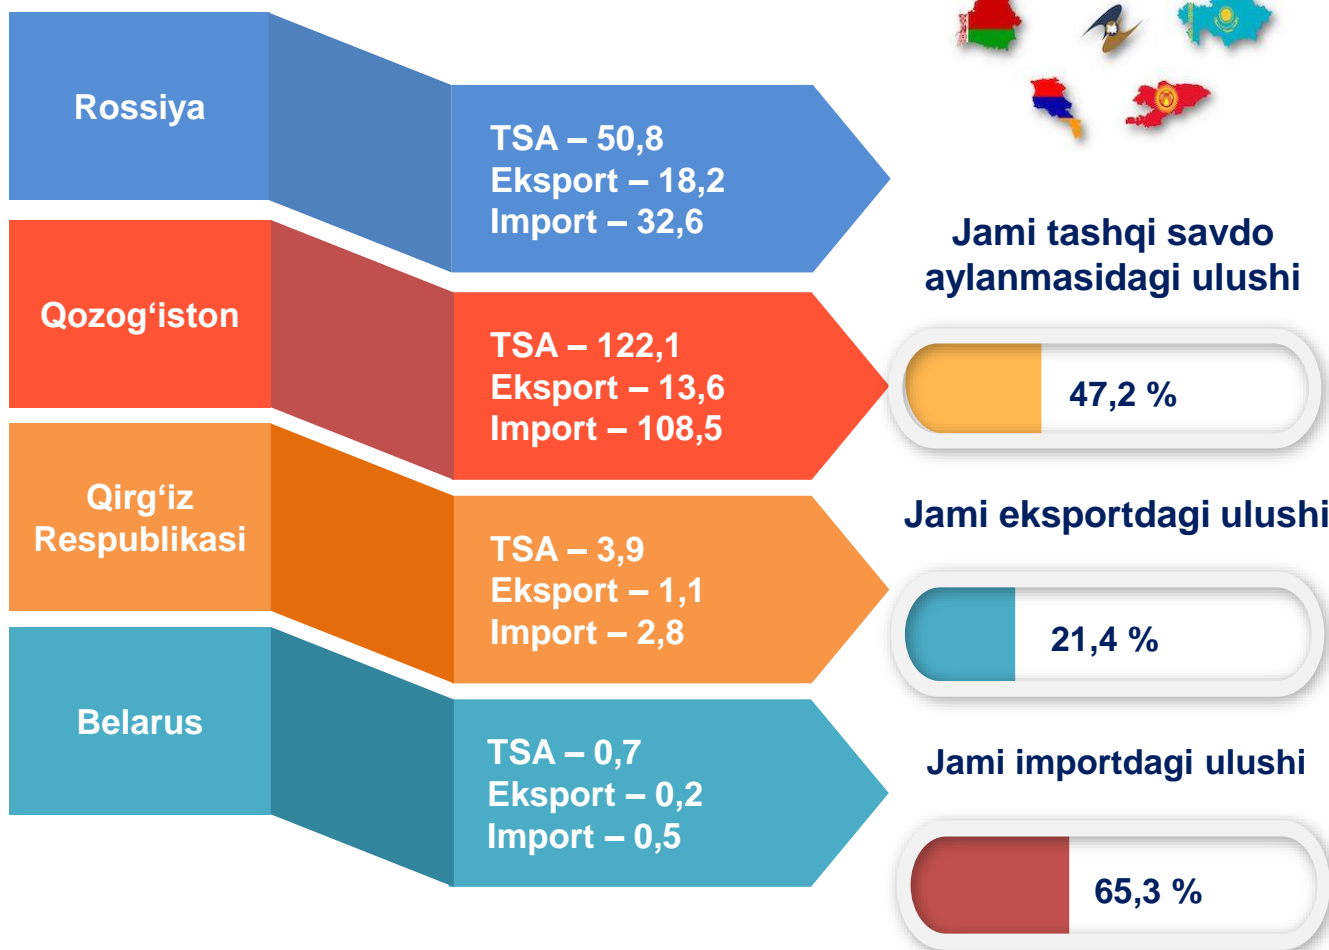 Rossiya
TSA – 50,8
Eksport – 18,2
Import – 32,6
Qozog‘iston
TSA – 122,1
Eksport – 13,6
Import – 108,5
Qirg‘iz
Respublikasi
TSA – 3,9
Eksport – 1,1
Import – 2,8
Belarus
TSA – 0,7
Eksport – 0,2
Import – 0,5
Jami tashqi savdo
aylanmasidagi ulushi
47,2 %
Jami eksportdagi ulushi
21,4 %
Jami importdagi ulushi
65,3 %